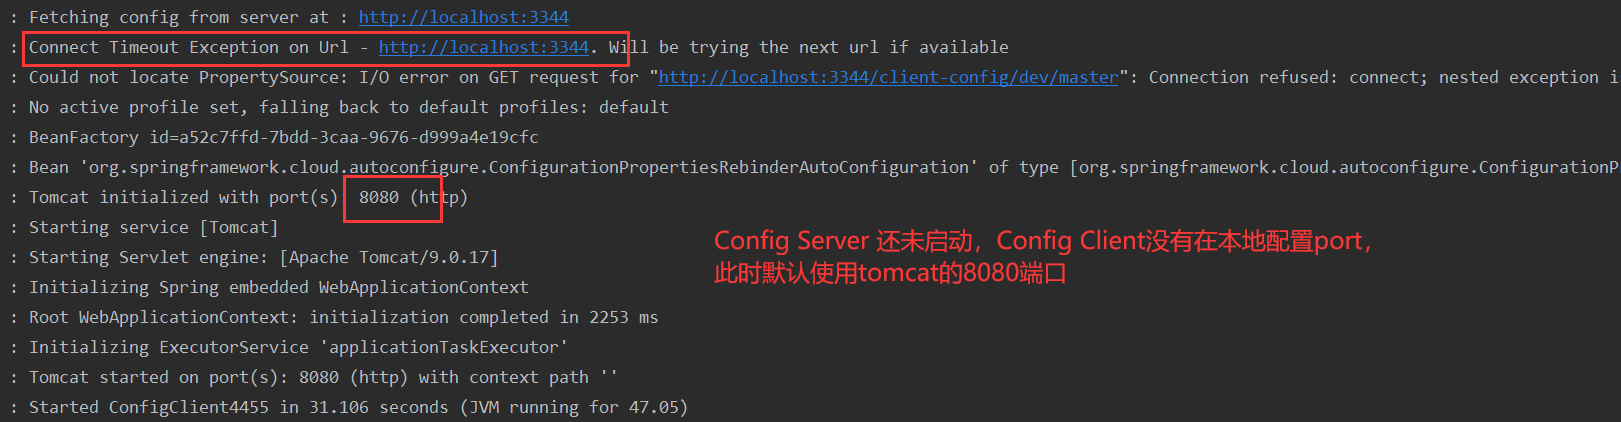 : Fetching config from server at : http://localhost:3344
: Connect Timeout Exception on Url - http://localhost:3344. Will be trying the next url if available
: Could not locate PropertySource: I/O error on GET request for "http://localhost:3344/client-config/dev/master": Connection refused: connect; nested exception i
: No active profile set, falling back to default profiles: default
: BeanFactory id=a52c7ffd-7bdd-3caa-9676-d999a4e19cfc
: Bean 'org.springframework.cloud.autoconfigure.ConfigurationPropertiesRebinderAutoConfiguration' of type [org.springframework.cloud.autoconfigure.ConfigurationP
: Tomcat initialized with port(s): 8080 (http)
: Starting service [Tomcat]
Config Server 还未启动，Config Client没有在本地配置port，
: Starting Servlet engine: [Apache Tomcat/9.0.17]
此时默认使用tomcat的8080端口
: Initializing Spring embedded WebApplicationContext
: Root WebApplicationContext: initialization completed in 2253 ms
: Initializing ExecutorService 'applicationTaskExecutor'
: Tomcat started on port(s): 8080 (http) with context path ''
: Started ConfigClient4455 in 31.106 seconds (JVM running for 47.05)